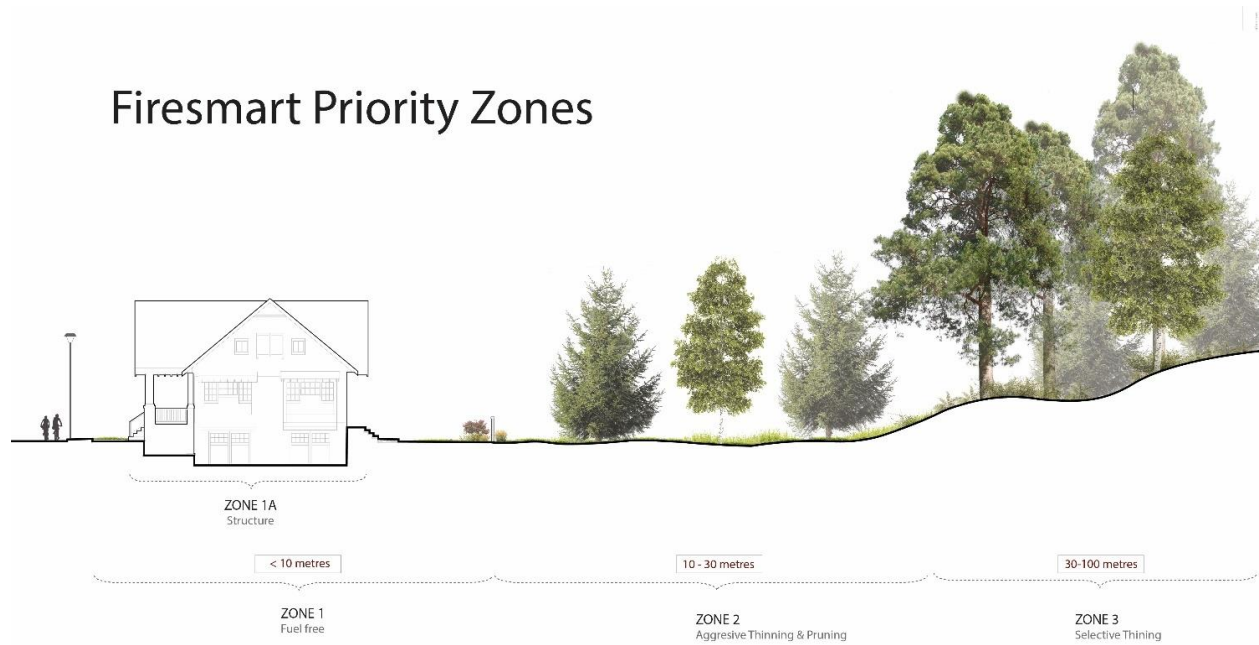 Firesmart Priority Zones
ZONE 1A
Structure
< 10 metres
10 - 30 metres
30-100 metres
ZONE 1
Fuel free
ZONE 2
Aggresive Thinning & Pruning
ZONE 3
Selective Thining